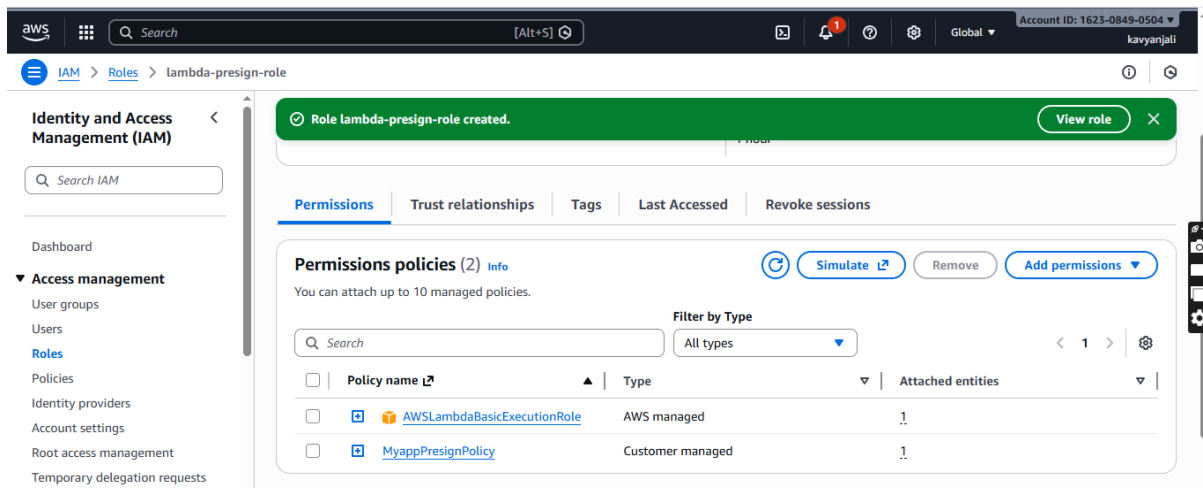 aws
Search
[Alt+S]
1
Global
Account ID: 1623-0849-0504
kavyanjali
IAM > Roles > lambda-presign-role
Identity and Access Management (IAM)
Search IAM
Dashboard
Access management
User groups
Users
Roles
Policies
Identity providers
Account settings
Root access management
Temporary delegation requests
Role lambda-presign-role created.
View role
1 hour
Permissions
Trust relationships
Tags
Last Accessed
Revoke sessions
Permissions policies (2) Info
Simulate
Remove
Add permissions
You can attach up to 10 managed policies.
Filter by Type
Search
All types
1
Policy name
Type
Attached entities
AWSLambdaBasicExecutionRole
AWS managed
1
MyappPresignPolicy
Customer managed
1